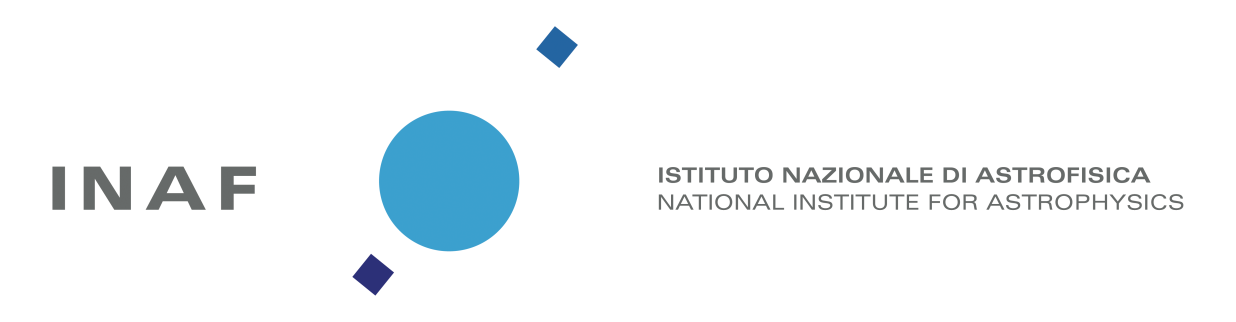 INAF
ISTITUTO NAZIONALE DI ASTROFISICA
NATIONAL INSTITUTE FOR ASTROPHYSICS